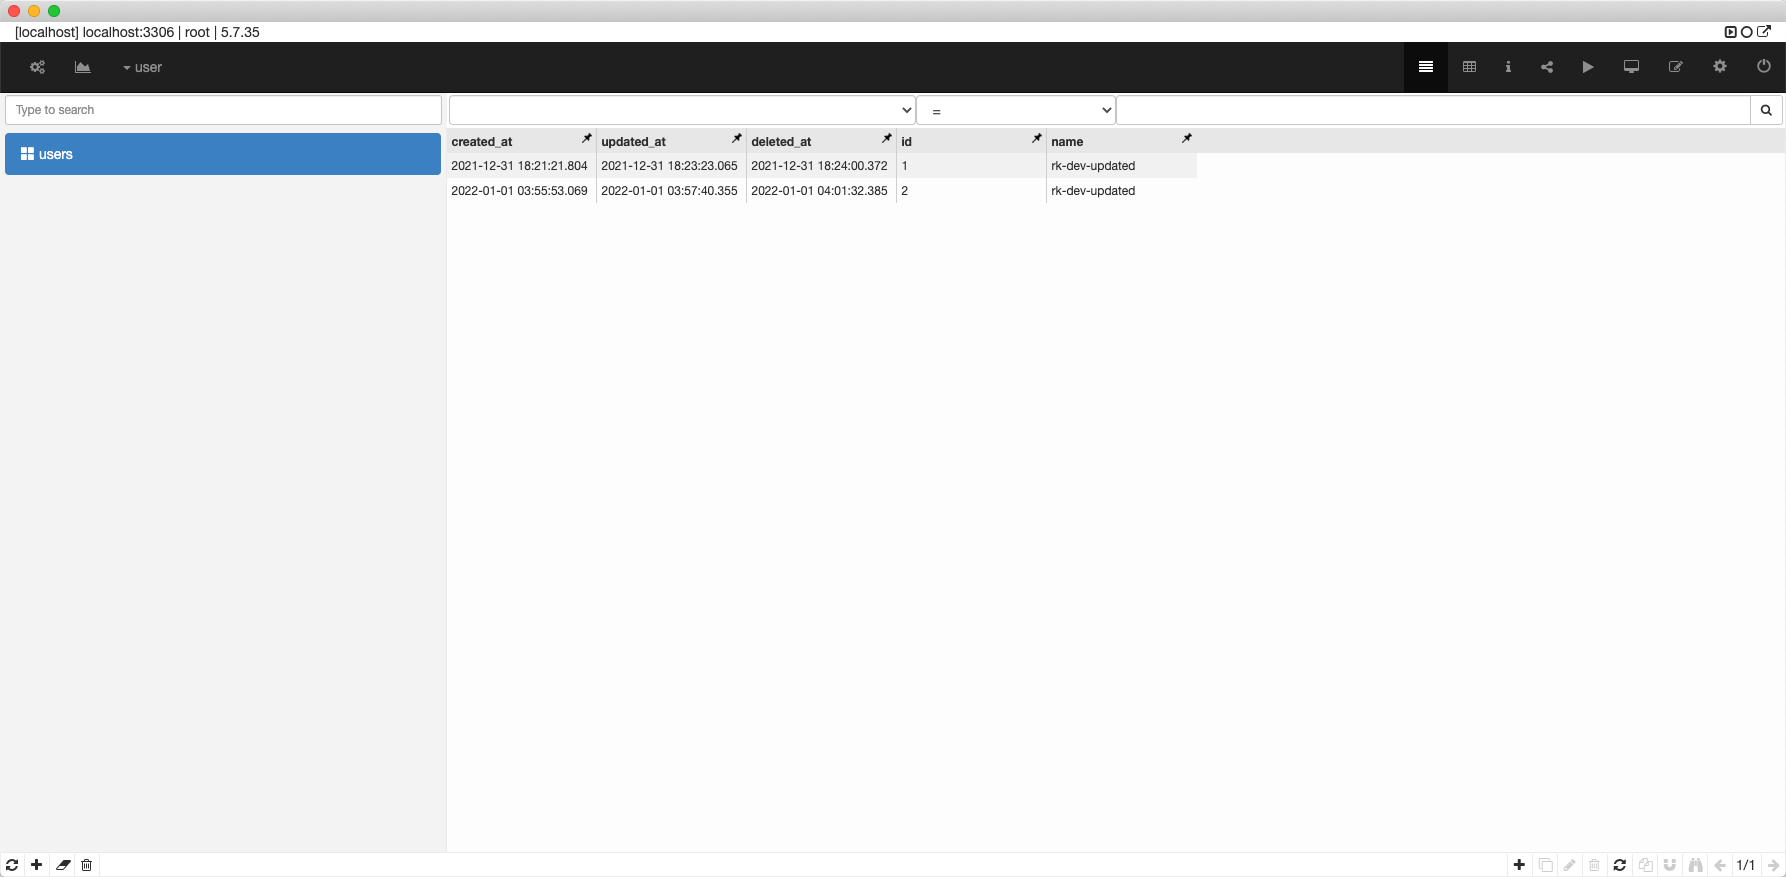 [localhost] localhost:3306 | root | 5.7.35
user
Type to search
=
users
created_at updated_at deleted_at id name
2021-12-31 18:21:21.804 2021-12-31 18:23:23.065 2021-12-31 18:24:00.372 1 rk-dev-updated
2022-01-01 03:55:53.069 2022-01-01 03:57:40.355 2022-01-01 04:01:32.385 2 rk-dev-updated
1/1